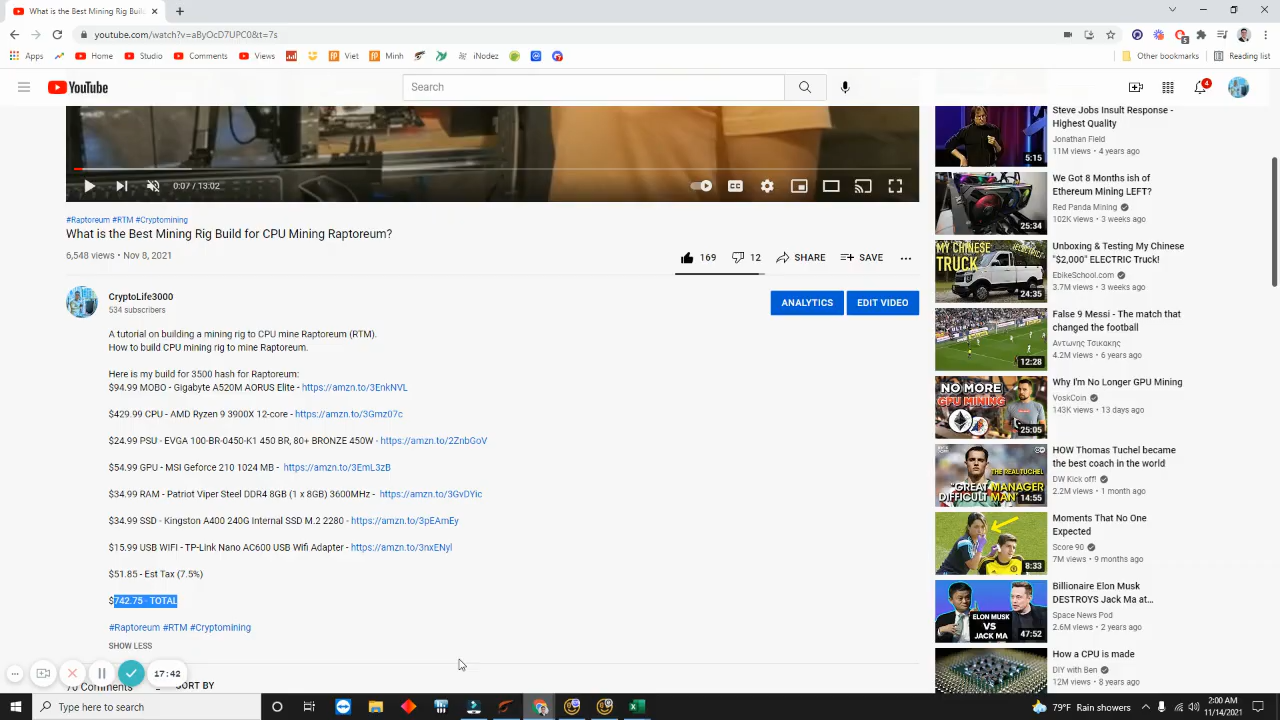 What is the Best Mining Rig Buil
youtube.com/watch?v=aByOcD7UPC0&t=7s
5
Apps
Home
Studio
Comments
Views
Viet
Minh
iNodez
Other bookmarks
Reading list
YouTube
Search
4
0:07 / 13:02
CC
#Raptoreum #RTM #Cryptomining
What is the Best Mining Rig Build for CPU Mining Raptoreum?
6,548 views • Nov 8, 2021
169
12
SHARE
SAVE
CryptoLife3000
534 subscribers
ANALYTICS
EDIT VIDEO
A tutorial on building a mining rig to CPU mine Raptoreum (RTM).
How to build CPU mining rig to mine Raptoreum.
Here is my build for 3500 hash for Raptoreum:
$94.99 MOBO - Gigabyte A520M AORUS Elite - https://amzn.to/3EnkNVL
$429.99 CPU - AMD Ryzen 9 3900X 12-core - https://amzn.to/3Gmz07c
$24.99 PSU - EVGA 100-BR-0450-K1 450 BR, 80+ BRONZE 450W - https://amzn.to/2ZnbGoV
$54.99 GPU - MSI Geforce 210 1024 MB - https://amzn.to/3EmL3zB
$34.99 RAM - Patriot Viper Steel DDR4 8GB (1 x 8GB) 3600MHz - https://amzn.to/3GvDYic
$34.99 SSD - Kingston A400 240G Internal SSD M.2 2280 - https://amzn.to/3pEAmEy
$15.99 USB WIFI - TP-Link Nano AC600 USB Wifi Adapter - https://amzn.to/3nxENyl
$51.85 - Est Tax (7.5%)
$742.75 - TOTAL
#Raptoreum #RTM #Cryptomining
SHOW LESS
70 Comments
SORT BY
17:42
Steve Jobs Insult Response -
Highest Quality
Jonathan Field
11M views • 4 years ago
5:15
We Got 8 Months ish of
Ethereum Mining LEFT?
Red Panda Mining
102K views • 3 weeks ago
25:34
MY CHINESE
TRUCK
24:35
Unboxing & Testing My Chinese
"$2,000" ELECTRIC Truck!
EbikeSchool.com
3.7M views • 3 weeks ago
12:28
False 9 Messi - The match that
changed the football
Αντωνης Τσικακης
4.2M views • 6 years ago
NO MORE
GPU MINING
25:05
Why I'm No Longer GPU Mining
VoskCoin
143K views • 13 days ago
THE REAL TUCHEL
"GREAT MANAGER
DIFFICULT MAN"
14:55
HOW Thomas Tuchel became
the best coach in the world
DW Kick off!
2.2M views • 1 month ago
8:33
Moments That No One
Expected
Score 90
7M views • 9 months ago
ELON MUSK
VS
JACK MA
47:52
Billionaire Elon Musk
DESTROYS Jack Ma at...
Space News Pod
2.6M views • 2 years ago
How a CPU is made
DIY with Ben
12M views • 8 years ago
Type here to search
79°F Rain showers
2:00 AM
11/14/2021